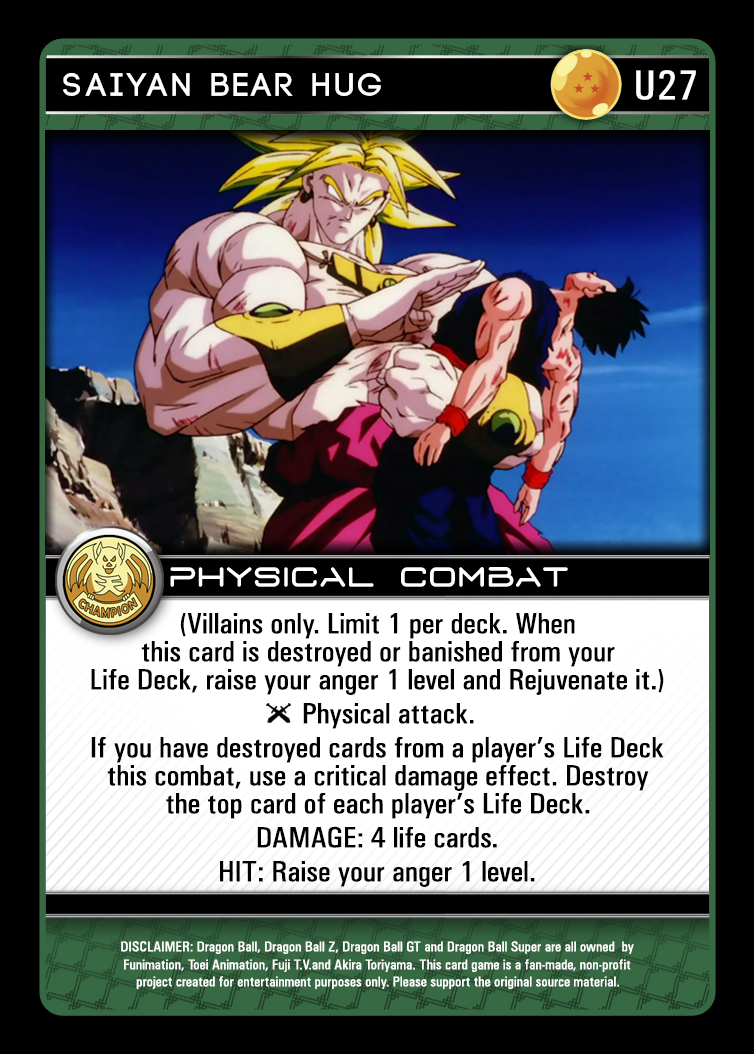 SAIYAN BEAR HUG
U27
CHAMPION
PHYSICAL COMBAT
(Villains only. Limit 1 per deck. When
this card is destroyed or banished from your
Life Deck, raise your anger 1 level and Rejuvenate it.)
Physical attack.
If you have destroyed cards from a player's Life Deck
this combat, use a critical damage effect. Destroy
the top card of each player's Life Deck.
DAMAGE: 4 life cards.
HIT: Raise your anger 1 level.
DISCLAIMER: Dragon Ball, Dragon Ball Z, Dragon Ball GT and Dragon Ball Super are all owned by
Funimation, Toei Animation, Fuji T.V.and Akira Toriyama. This card game is a fan-made, non-profit
project created for entertainment purposes only. Please support the original source material.